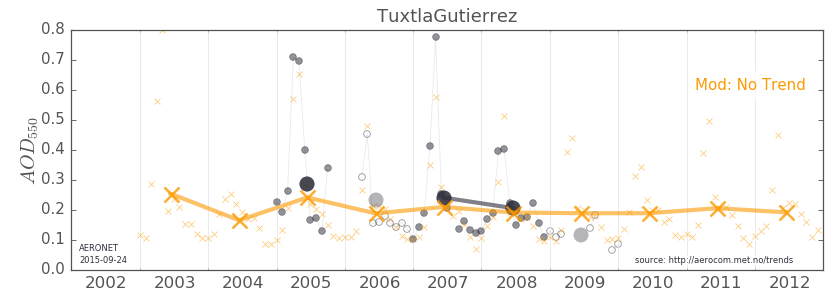 TuxtlaGutierrez
0.8
0.7
0.6
0.5
0.4
0.3
0.2
0.1
0.0
AOD550
Mod: No Trend
AERONET
2015-09-24
source: http://aerocom.met.no/trends
2002 2003 2004 2005 2006 2007 2008 2009 2010 2011 2012